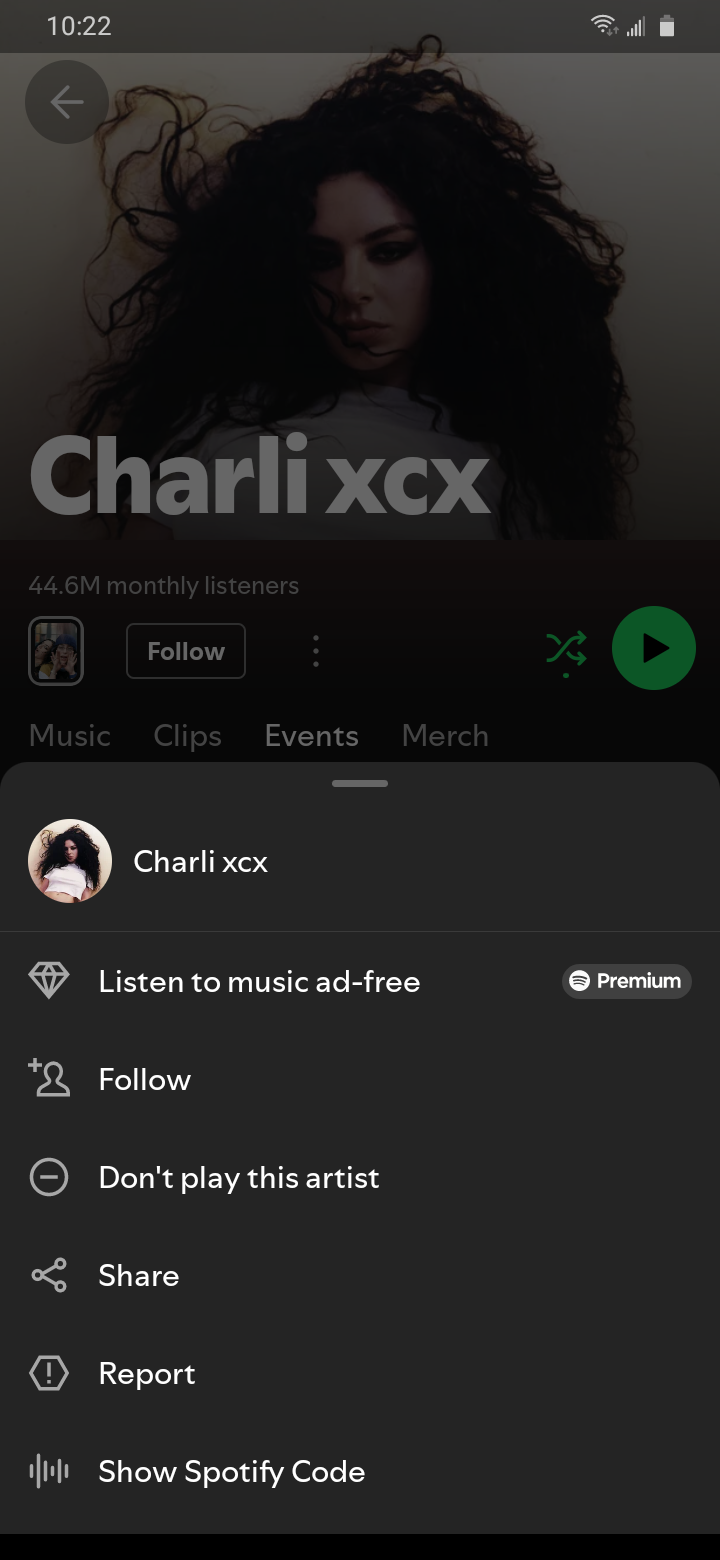 10:22
Charli xcx
44.6M monthly listeners
Follow
Music Clips Events Merch
Charli xcx
Listen to music ad-free Premium
Follow
Don't play this artist
Share
Report
Show Spotify Code